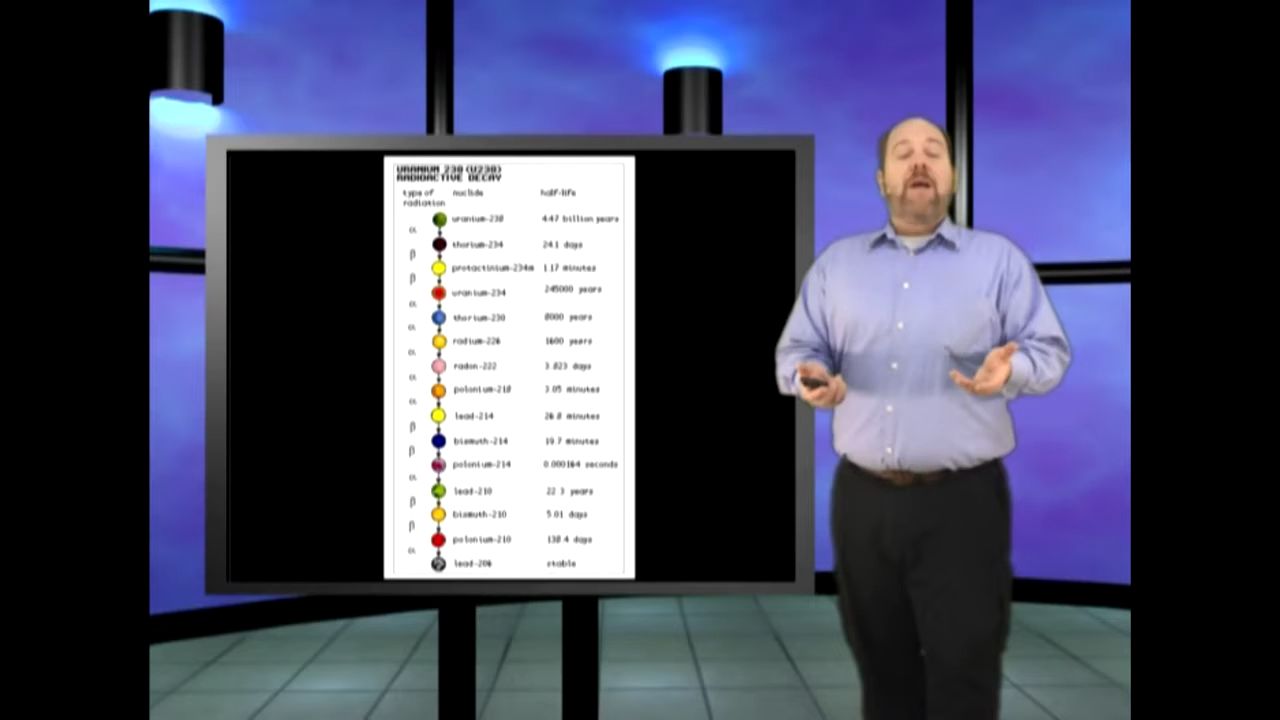 URANIUM 238 (U238)
RADIOACTIVE DECAY
type of radiation nuclide half-life
uranium-238 4.47 billion years
α
thorium-234 24.1 days
β
protactinium-234m 1.17 minutes
β
uranium-234 245000 years
α
thorium-230 8000 years
α
radium-226 1600 years
α
radon-222 3.823 days
α
polonium-218 3.05 minutes
α
lead-214 26.8 minutes
β
bismuth-214 19.7 minutes
β
polonium-214 0.000164 seconds
α
lead-210 22.3 years
β
bismuth-210 5.01 days
β
polonium-210 138.4 days
α
lead-206 stable